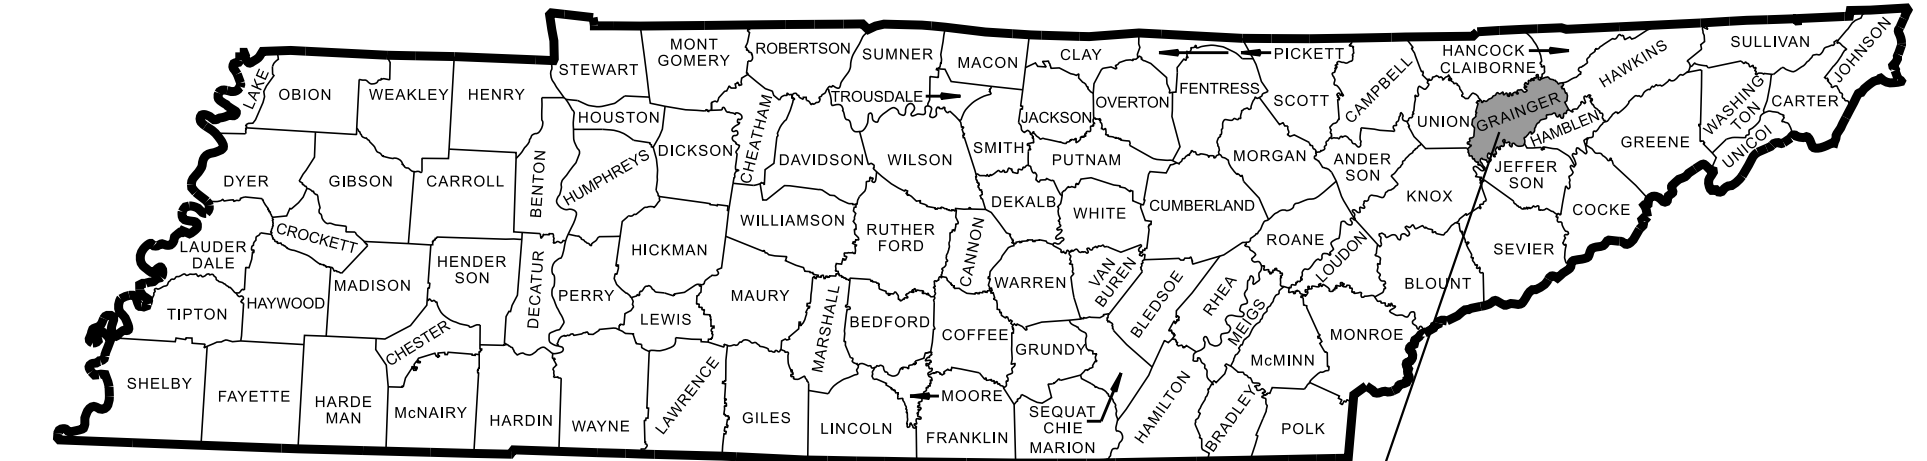 LAKE
OBION
WEAKLEY
HENRY
STEWART
MONT
GOMERY
ROBERTSON
SUMNER
MACON
CLAY
PICKETT
HANCOCK
CLAIBORNE
HAWKINS
SULLIVAN
JOHNSON
TROUSDALE
HOUSTON
CHEATHAM
JACKSON
OVERTON
FENTRESS
SCOTT
CAMPBELL
UNION
GRAINGER
HAMBLEN
WASHING
TON
CARTER
UNICOI
GREENE
DYER
GIBSON
CARROLL
BENTON
HUMPHREYS
DICKSON
DAVIDSON
WILSON
SMITH
PUTNAM
MORGAN
ANDER
SON
KNOX
JEFFER
SON
COCKE
LAUDER
DALE
CROCKETT
HENDER
SON
DECATUR
HICKMAN
WILLIAMSON
RUTHER
FORD
CANNON
DEKALB
WHITE
CUMBERLAND
ROANE
LOUDON
SEVIER
TIPTON
HAYWOOD
MADISON
CHESTER
PERRY
LEWIS
MAURY
MARSHALL
BEDFORD
COFFEE
WARREN
VAN
BUREN
BLEDSOE
RHEA
MEIGS
BLOUNT
MONROE
McMINN
GRUNDY
SHELBY
FAYETTE
HARDE
MAN
McNAIRY
HARDIN
WAYNE
LAWRENCE
GILES
LINCOLN
MOORE
FRANKLIN
SEQUAT
CHIE
MARION
HAMILTON
BRADLEY
POLK